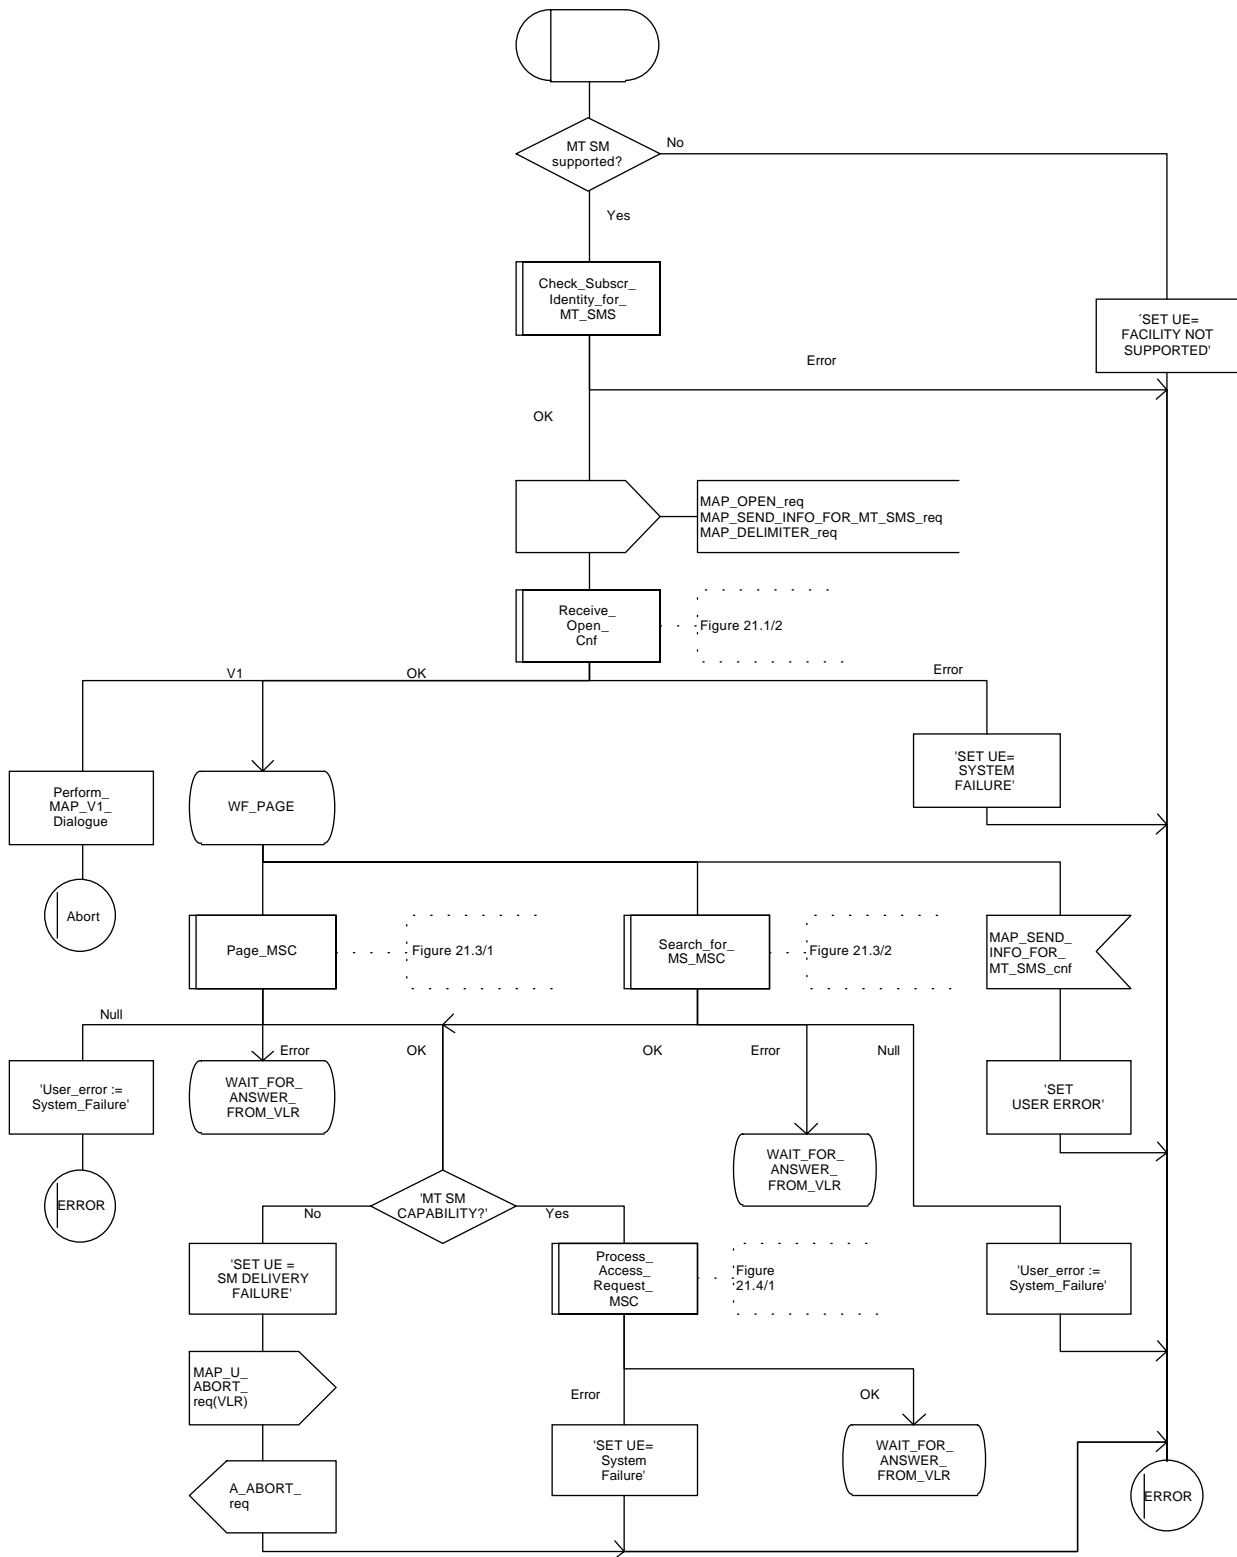 MT SM
supported?
No
Yes
Check_Subscr_
Identity_for_
MT_SMS
´SET UE=
FACILITY NOT
SUPPORTED'
Error
OK
MAP_OPEN_req
MAP_SEND_INFO_FOR_MT_SMS_req
MAP_DELIMITER_req
Receive_
Open_
Cnf
Figure 21.1/2
V1
OK
Error
'SET UE=
SYSTEM
FAILURE'
Perform_
MAP_V1_
Dialogue
WF_PAGE
Abort
Page_MSC
Figure 21.3/1
Search_for_
MS_MSC
Figure 21.3/2
MAP_SEND_
INFO_FOR_
MT_SMS_cnf
Null
Error
OK
OK
Error
Null
'User_error :=
System_Failure'
WAIT_FOR_
ANSWER_
FROM_VLR
'SET
USER ERROR'
WAIT_FOR_
ANSWER_
FROM_VLR
ERROR
'MT SM
CAPABILITY?'
No
Yes
'SET UE =
SM DELIVERY
FAILURE'
Process_
Access_
Request_
MSC
Figure
21.4/1
'User_error :=
System_Failure'
MAP_U_
ABORT_
req(VLR)
Error
OK
'SET UE=
System
Failure'
WAIT_FOR_
ANSWER_
FROM_VLR
A_ABORT_
req
ERROR